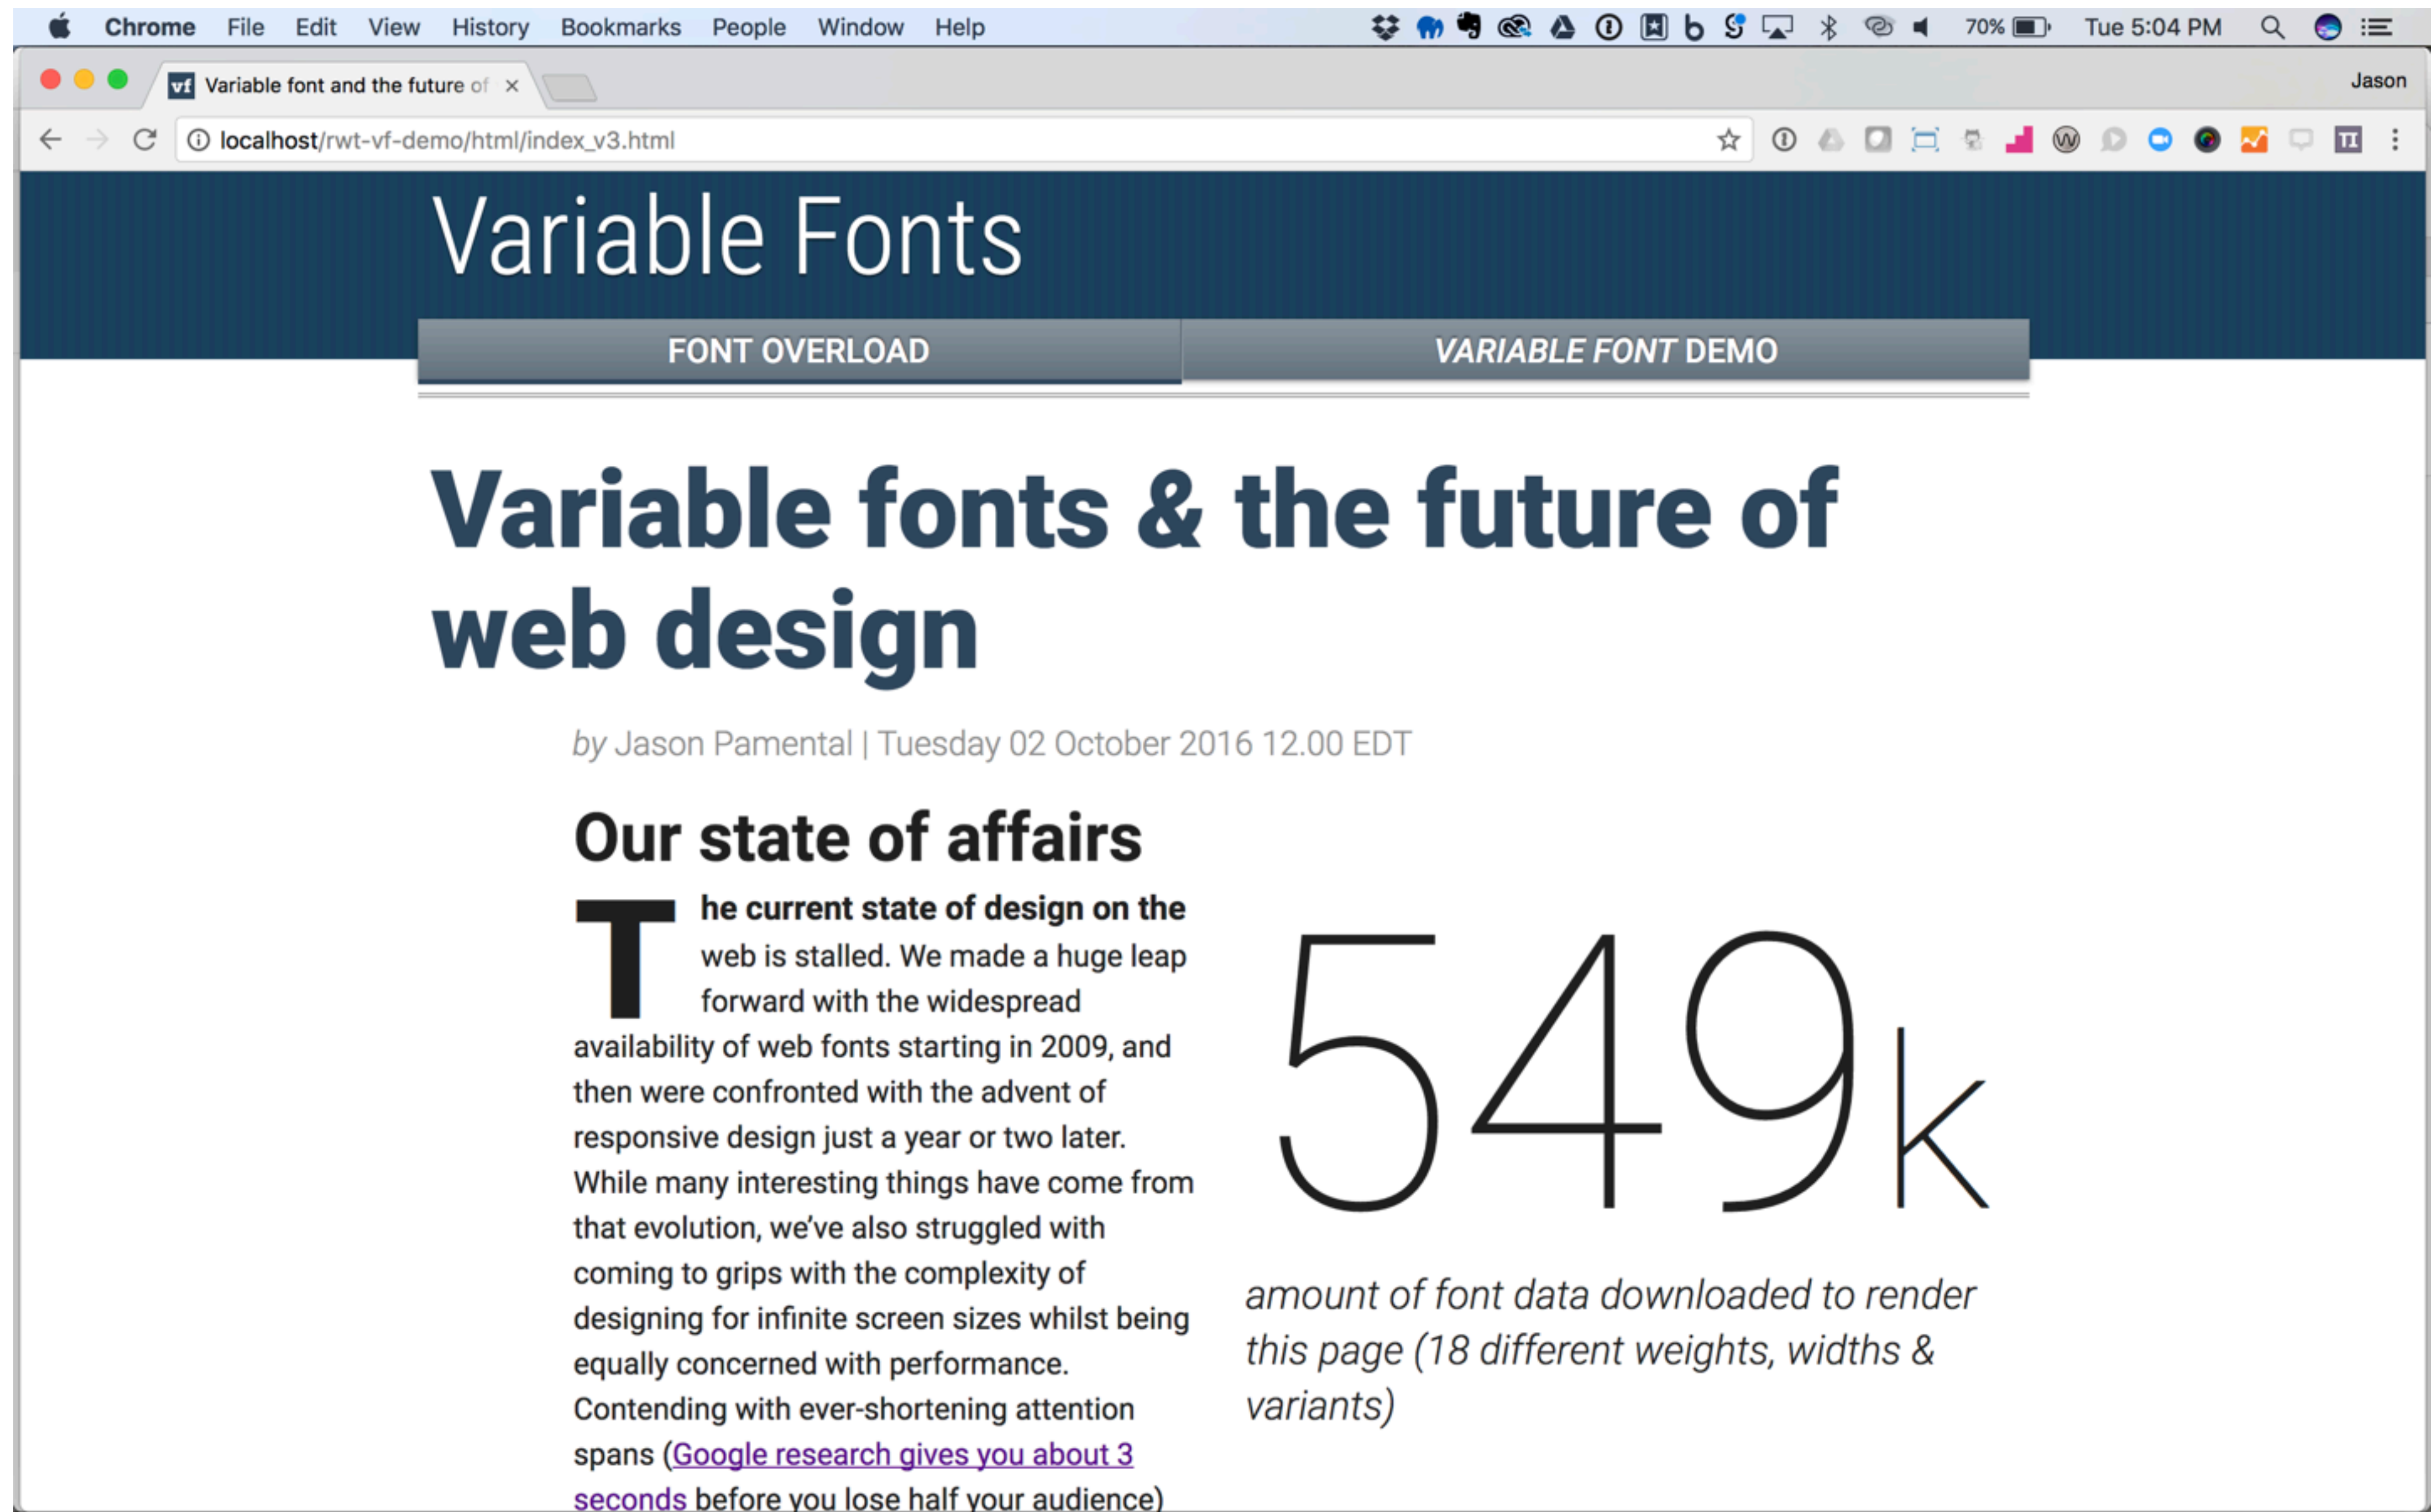 Chrome File Edit View History Bookmarks People Window Help 70% Tue 5:04 PM
vf Variable font and the future of Jason
localhost/rwt-vf-demo/html/index_v3.html
Variable Fonts
FONT OVERLOAD VARIABLE FONT DEMO
Variable fonts & the future of
web design
by Jason Pamental | Tuesday 02 October 2016 12.00 EDT
Our state of affairs
The current state of design on the
web is stalled. We made a huge leap
forward with the widespread
availability of web fonts starting in 2009, and
then were confronted with the advent of
responsive design just a year or two later.
While many interesting things have come from
that evolution, we’ve also struggled with
coming to grips with the complexity of
designing for infinite screen sizes whilst being
equally concerned with performance.
Contending with ever-shortening attention
spans (Google research gives you about 3
seconds before you lose half your audience)
549k
amount of font data downloaded to render
this page (18 different weights, widths &
variants)